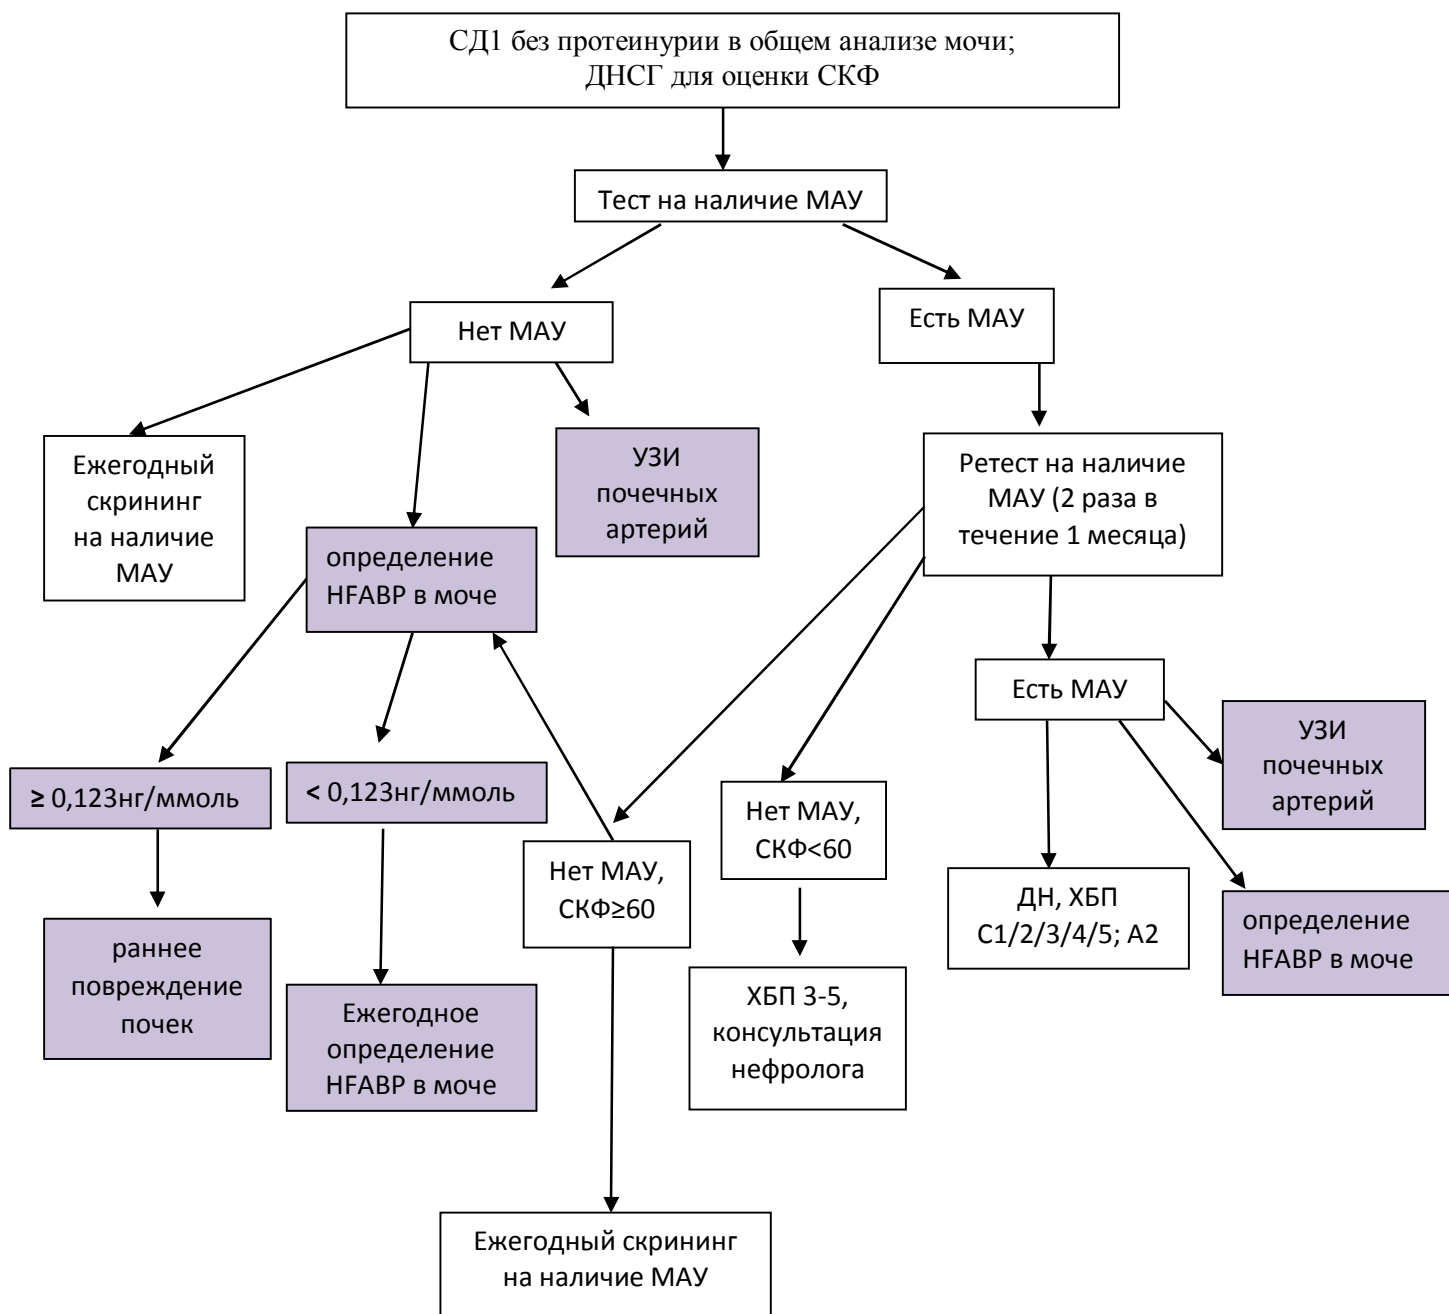 СД1 без протеинурии в общем анализе мочи;
ДНСГ для оценки СКФ
Тест на наличие МАУ
Нет МАУ
Есть МАУ
Ежегодный
скрининг
на наличие
МАУ
определение
HFABP в моче
УЗИ
почечных
артерий
Ретест на наличие
МАУ (2 раза в
течение 1 месяца)
Есть МАУ
УЗИ
почечных
артерий
≥ 0,123нг/ммоль
< 0,123нг/ммоль
Нет МАУ,
СКФ≥60
Нет МАУ,
СКФ<60
ДН, ХБП
С1/2/3/4/5; А2
определение
HFABP в моче
раннее
повреждение
почек
Ежегодное
определение
HFABP в моче
ХБП 3-5,
консультация
нефролога
Ежегодный скрининг
на наличие МАУ